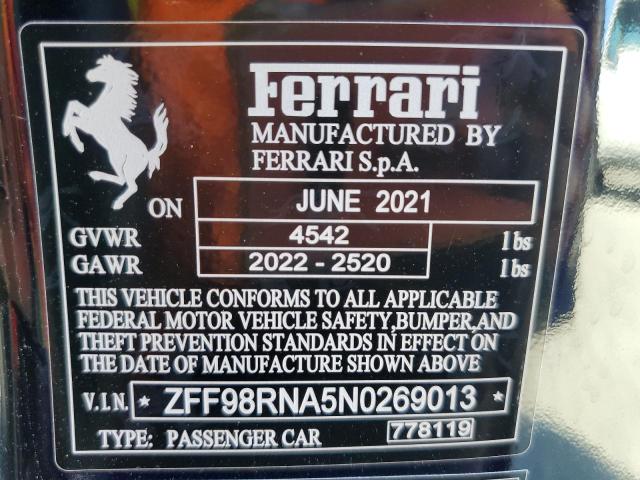 Ferrari
MANUFACTURED BY
FERRARI S.p.A.
ON JUNE 2021
GVWR 4542 lbs
GAWR 2022 - 2520 lbs
THIS VEHICLE CONFORMS TO ALL APPLICABLE
FEDERAL MOTOR VEHICLE SAFETY,BUMPER,AND
THEFT PREVENTION STANDARDS IN EFFECT ON
THE DATE OF MANUFACTURE SHOWN ABOVE
V.I.N. * ZFF98RNA5N0269013 *
TYPE: PASSENGER CAR 778119